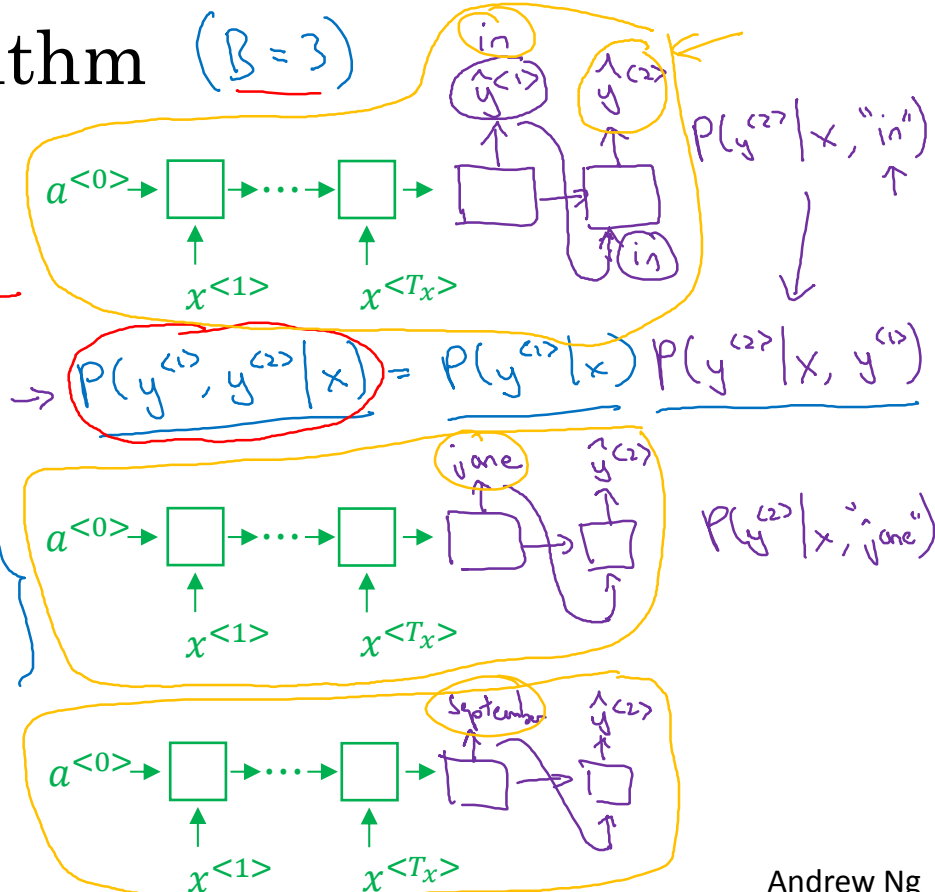 ithm (B = 3)
in
ŷ<1> ŷ<2>
P(y<2> | x, "in")
a<0>
in
x<1> x<Tx>
P(y<1>, y<2> | x) = P(y<1> | x) P(y<2> | x, y<1>)
jane ŷ<2>
a<0>
P(y<2> | x, "jane")
x<1> x<Tx>
September ŷ<2>
a<0>
x<1> x<Tx>
Andrew Ng